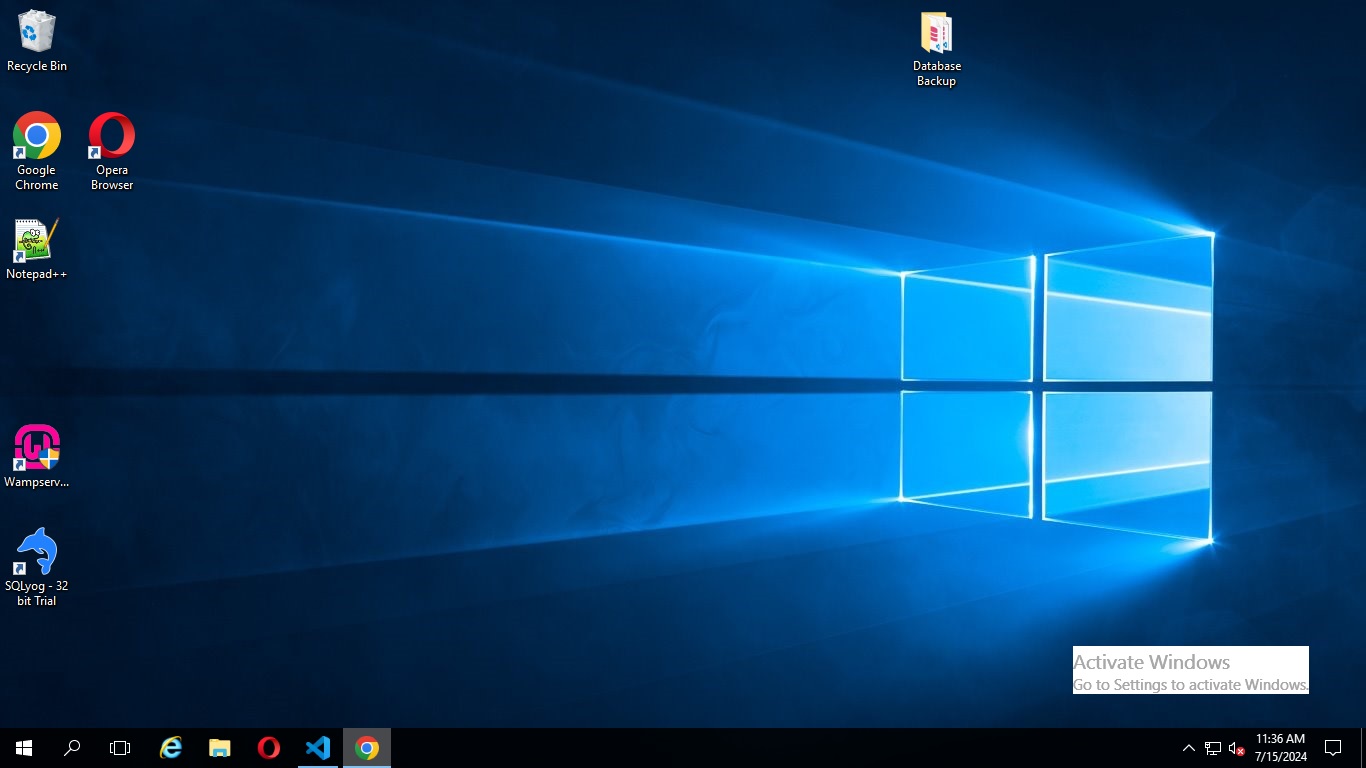 Recycle Bin
Database
Backup
Google
Chrome
Opera
Browser
Notepad++
Wampserv...
SQLyog - 32
bit Trial
Activate Windows
Go to Settings to activate Windows.
11:36 AM
7/15/2024